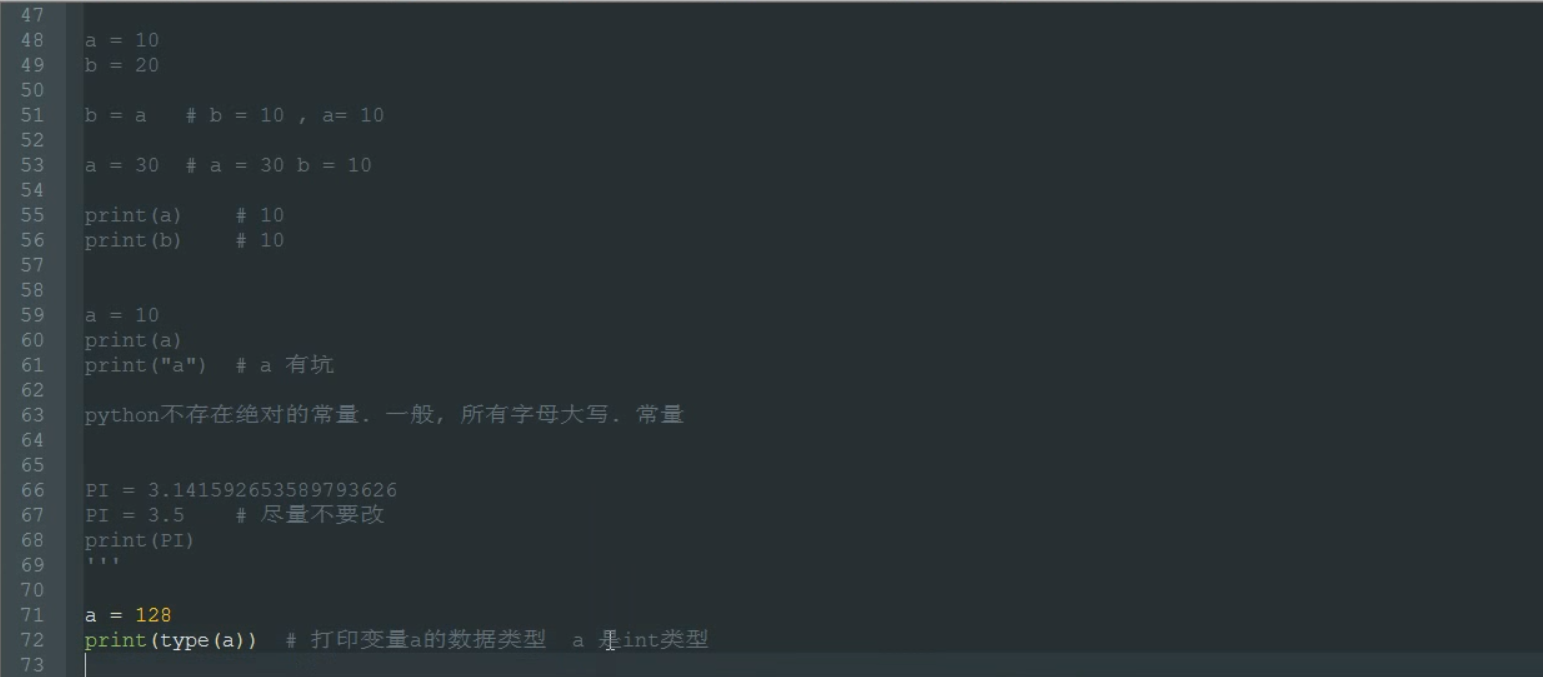 47
48 a = 10
49 b = 20
50
51 b = a # b = 10 , a= 10
52
53 a = 30 # a = 30 b = 10
54
55 print(a) # 10
56 print(b) # 10
57
58
59 a = 10
60 print(a)
61 print("a") # a 有坑
62
63 python不存在绝对的常量. 一般, 所有字母大写. 常量
64
65
66 PI = 3.141592653589793626
67 PI = 3.5 # 尽量不要改
68 print(PI)
69 '''
70
71 a = 128
72 print(type(a)) # 打印变量a的数据类型 a 是int类型
73